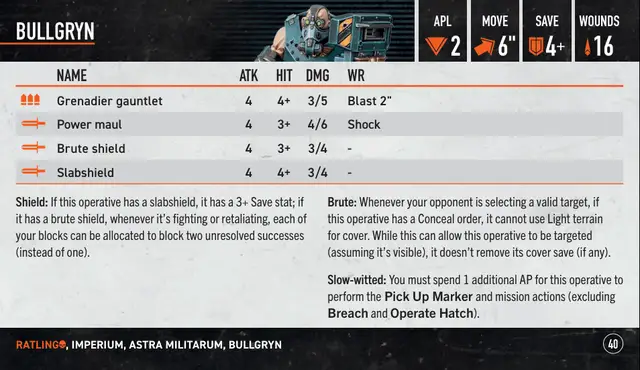 BULLGRYN
APL MOVE SAVE WOUNDS
2 6" 4+ 16
NAME ATK HIT DMG WR
Grenadier gauntlet 4 4+ 3/5 Blast 2"
Power maul 4 3+ 4/6 Shock
Brute shield 4 3+ 3/4 -
Slabshield 4 4+ 3/4 -
Shield: If this operative has a slabshield, it has a 3+ Save stat; if
it has a brute shield, whenever it's fighting or retaliating, each of
your blocks can be allocated to block two unresolved successes
(instead of one).
Brute: Whenever your opponent is selecting a valid target, if
this operative has a Conceal order, it cannot use Light terrain
for cover. While this can allow this operative to be targeted
(assuming it's visible), it doesn't remove its cover save (if any).
Slow-witted: You must spend 1 additional AP for this operative to
perform the Pick Up Marker and mission actions (excluding
Breach and Operate Hatch).
RATLING, IMPERIUM, ASTRA MILITARUM, BULLGRYN
40